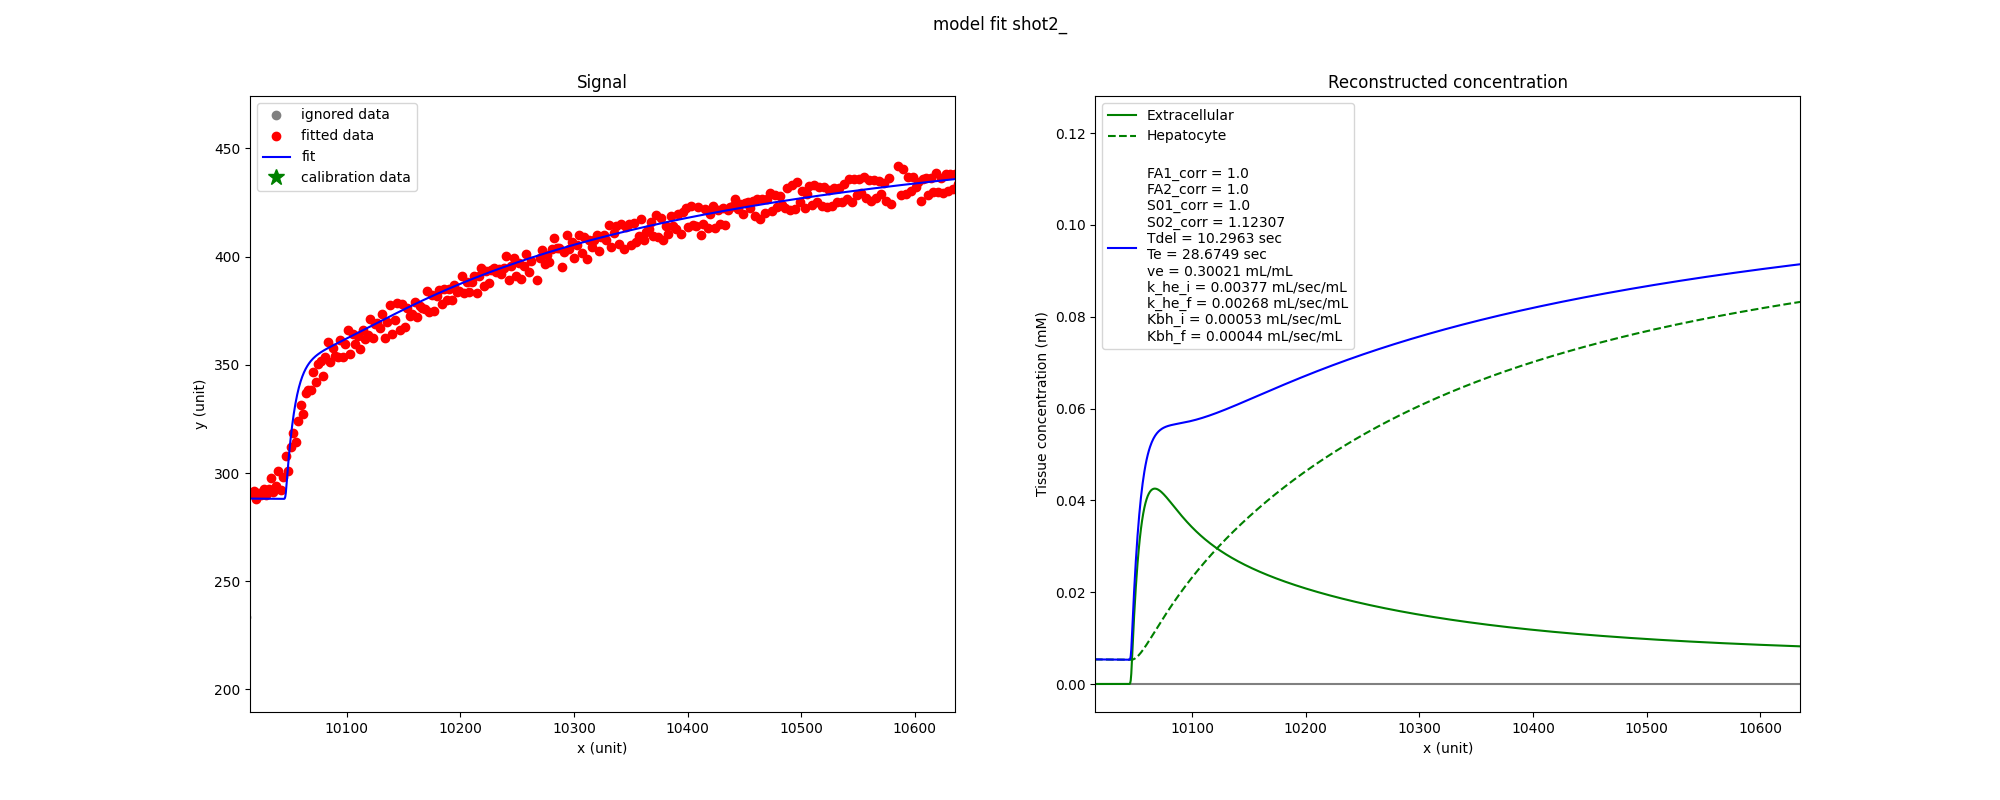 model fit shot2_
Signal
ignored data
fitted data
fit
calibration data
450
400
350
300
250
200
y (unit)
10100
10200
10300
10400
10500
10600
x (unit)
Reconstructed concentration
Extracellular
Hepatocyte
FA1_corr = 1.0
FA2_corr = 1.0
S01_corr = 1.0
S02_corr = 1.12307
Tdel = 10.2963 sec
Te = 28.6749 sec
ve = 0.30021 mL/mL
k_he_i = 0.00377 mL/sec/mL
k_he_f = 0.00268 mL/sec/mL
Kbh_i = 0.00053 mL/sec/mL
Kbh_f = 0.00044 mL/sec/mL
0.12
0.10
0.08
0.06
0.04
0.02
0.00
Tissue concentration (mM)
10100
10200
10300
10400
10500
10600
x (unit)